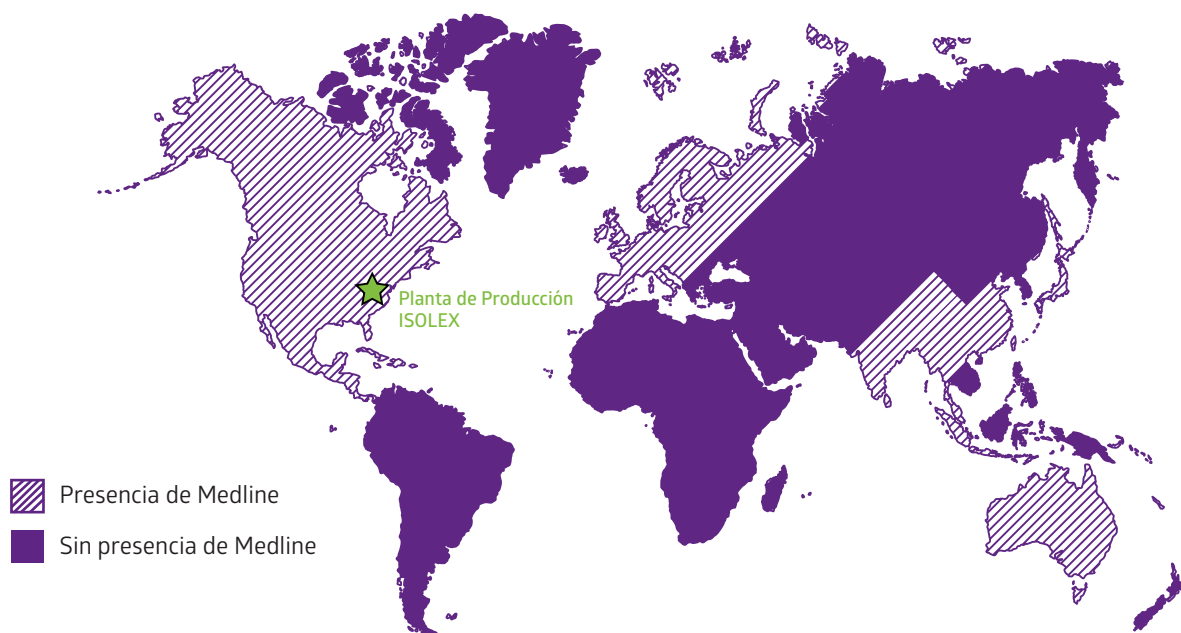 Planta de Producción
ISOLEX
Presencia de Medline
Sin presencia de Medline